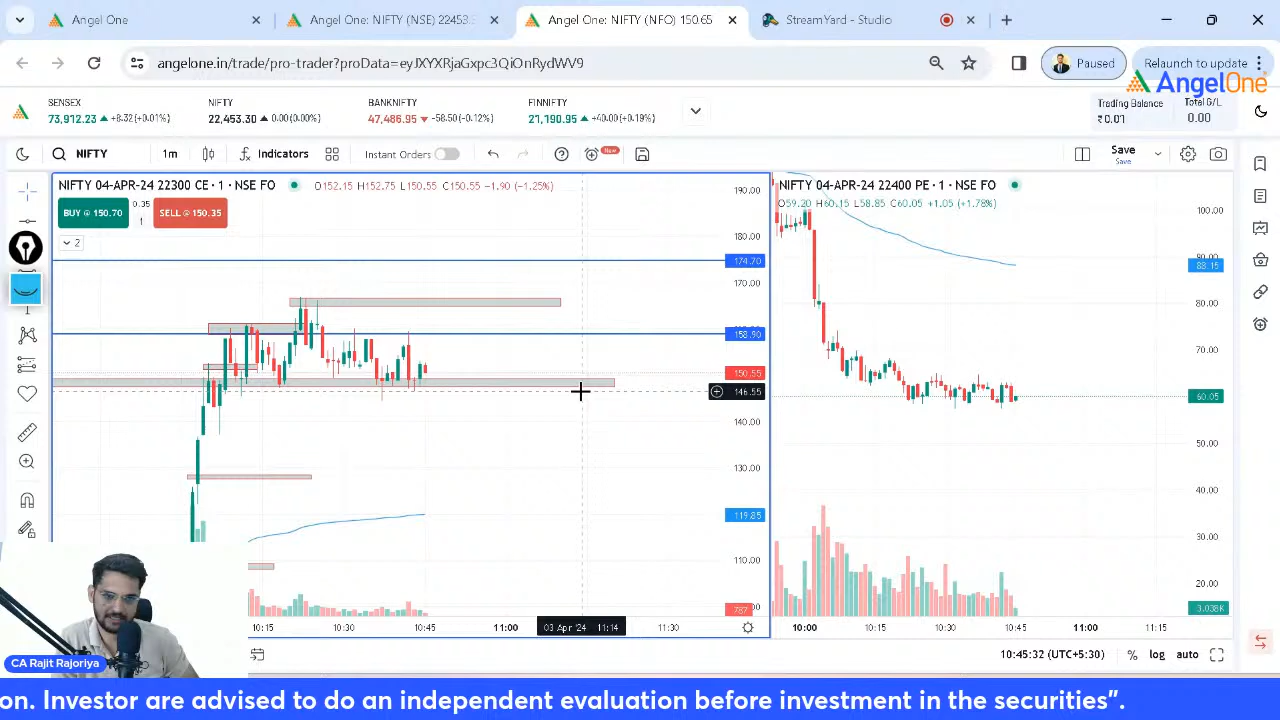 Angel One
Angel One: NIFTY (NSE) 22453.
Angel One: NIFTY (NFO) 150.65
StreamYard - Studio
angelone.in/trade/pro-trader?proData=eyJXYXRjaGxpc3QiOnRydWV9
Paused
Relaunch to update
AngelOne
SENSEX
73,912.23 +8.32(+0.01%)
NIFTY
22,453.30 0.00(0.00%)
BANKNIFTY
47,486.95 -58.50(-0.12%)
FINNIFTY
21,190.95 +40.00(+0.19%)
Trading Balance
₹0.01
Total G/L
0.00
NIFTY
1m
Indicators
Instant Orders
New
Save
Save
NIFTY 04-APR-24 22300 CE · 1 · NSE FO
O152.15 H152.75 L150.55 C150.55 -1.90 (-1.25%)
BUY @ 150.70
0.35
1
SELL @ 150.35
2
190.00
180.00
174.70
170.00
158.90
150.55
146.55
140.00
130.00
119.85
110.00
787
10:15
10:30
10:45
11:00
03 Apr '24 11:14
11:30
NIFTY 04-APR-24 22400 PE · 1 · NSE FO
O59.20 H60.15 L58.85 C60.05 +1.05 (+1.78%)
100.00
88.15
80.00
70.00
60.05
50.00
40.00
30.00
20.00
3.038K
10:00
10:15
10:30
10:45
11:00
11:15
10:45:32 (UTC+5:30)
%
log
auto
CA Rajit Rajoriya
on. Investor are advised to do an independent evaluation before investment in the securities”.